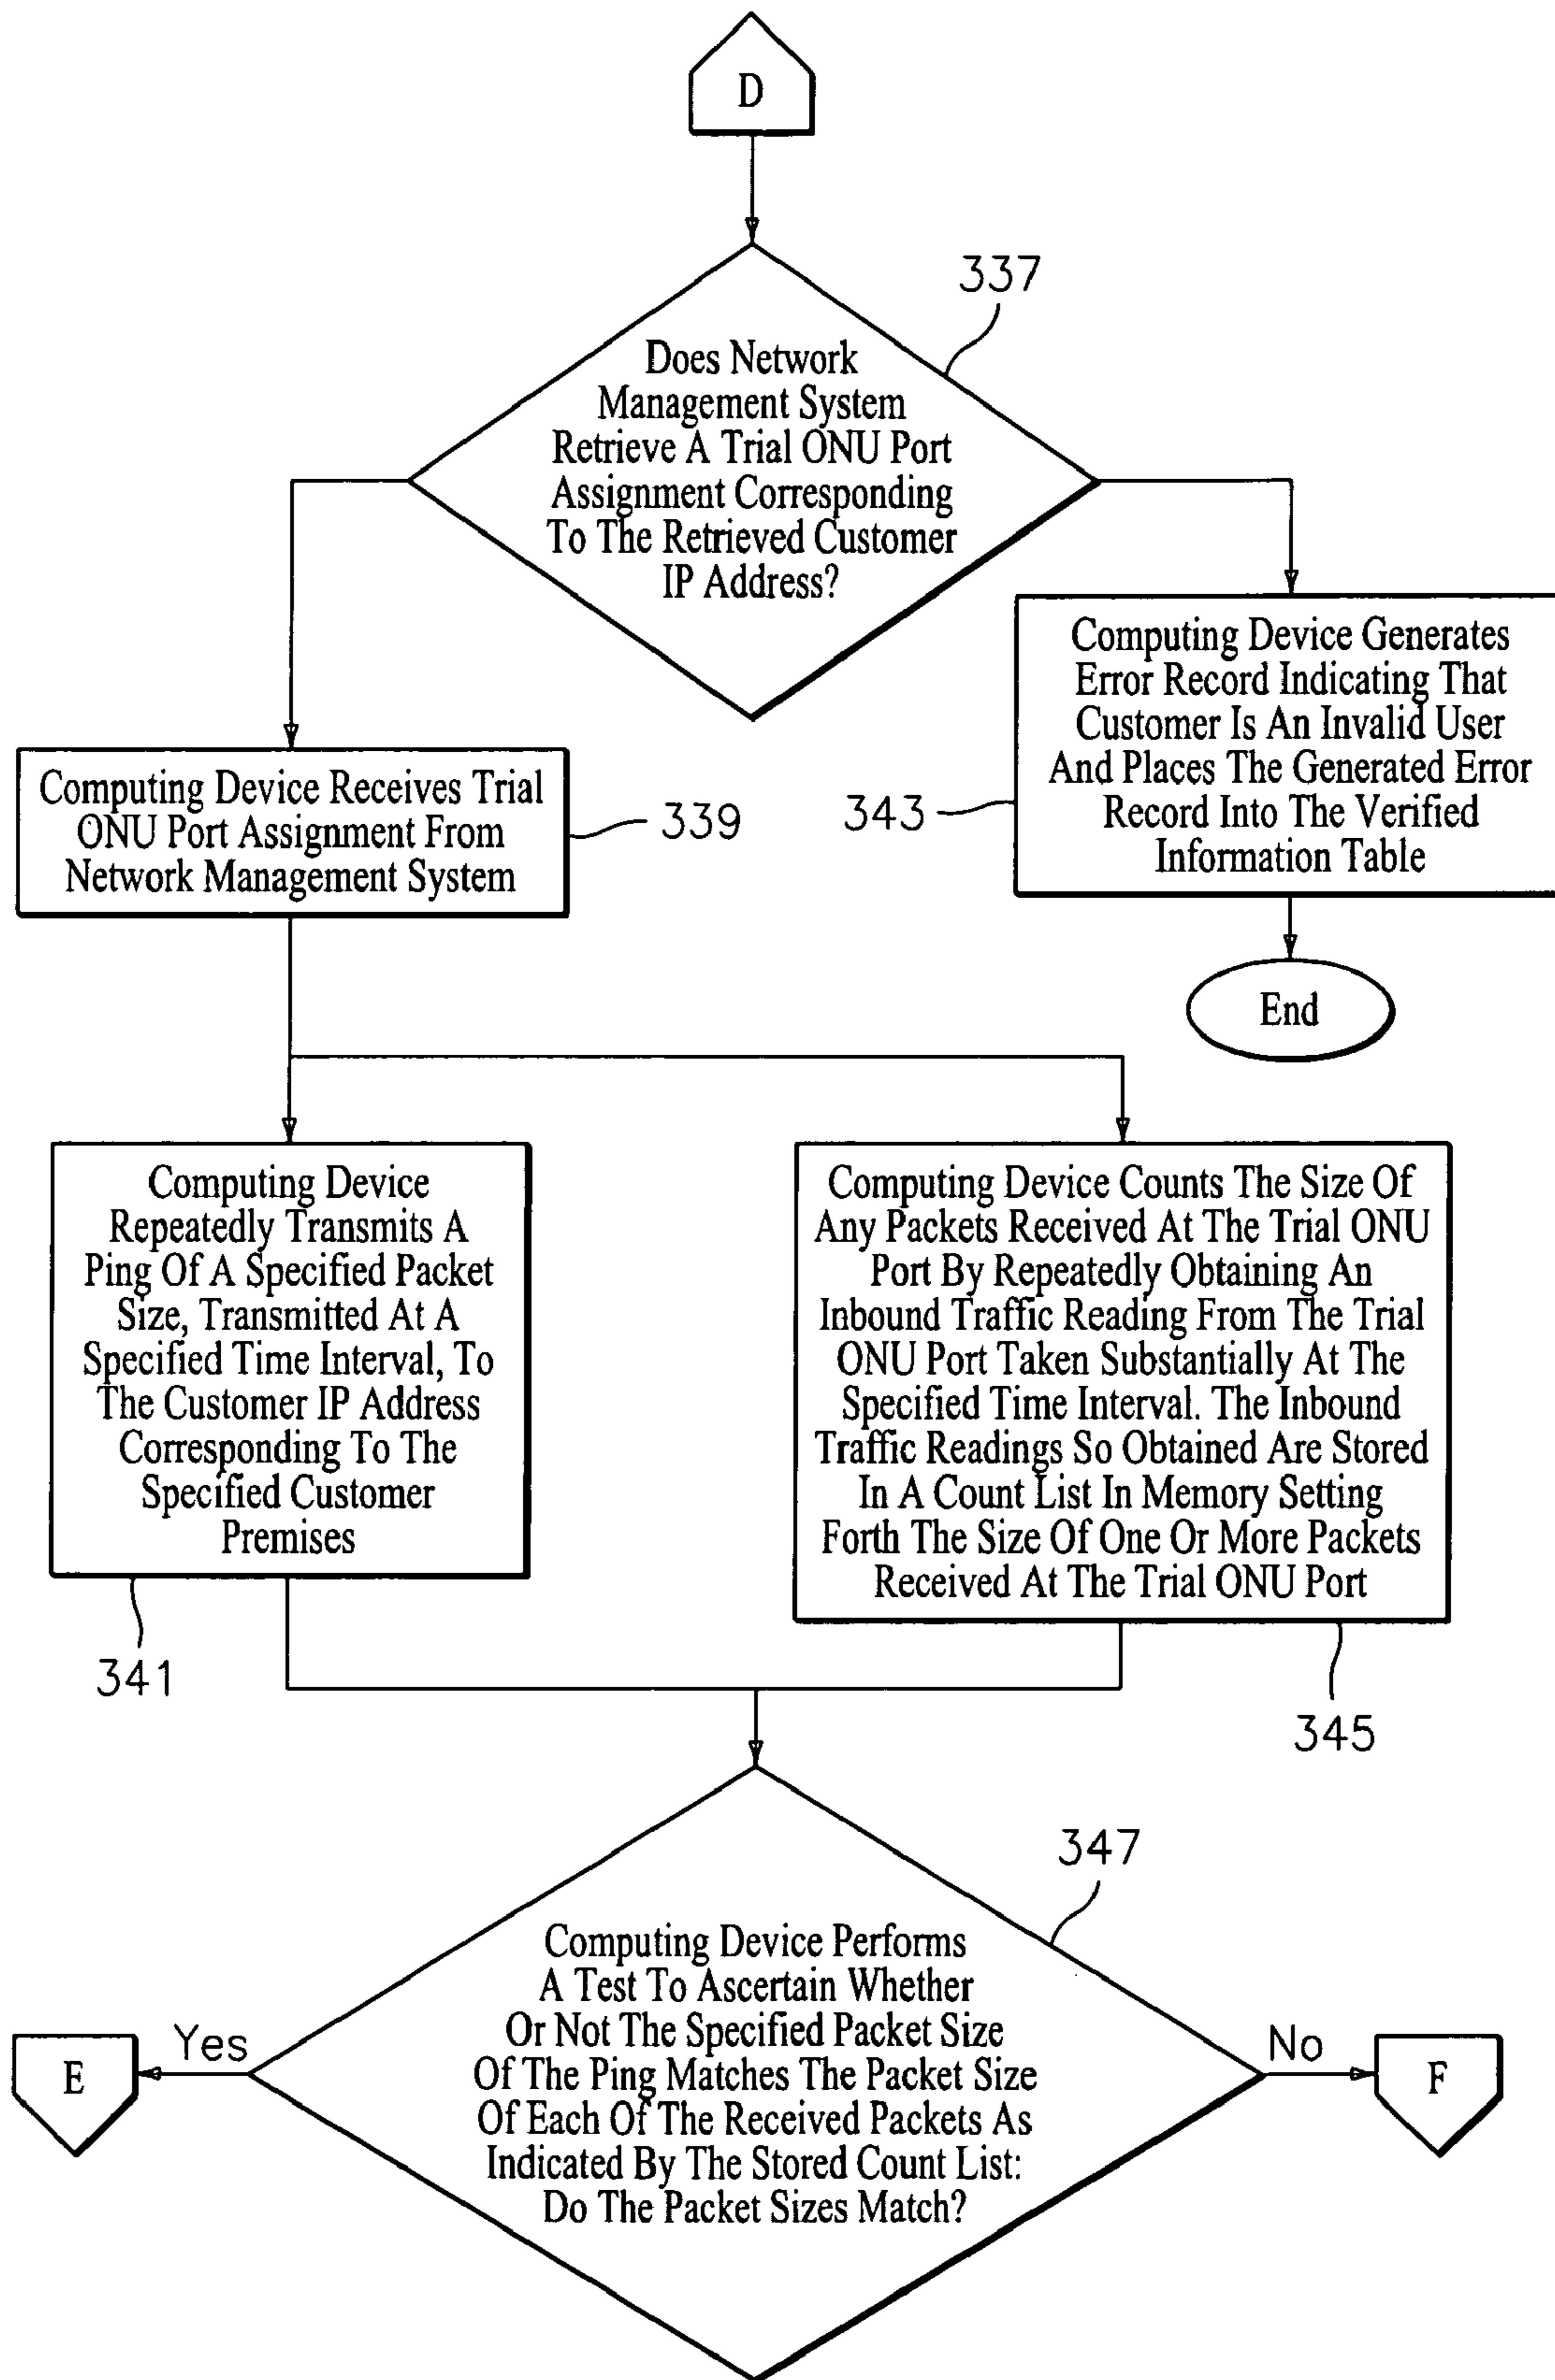 D
337
Does Network
Management System
Retrieve A Trial ONU Port
Assignment Corresponding
To The Retrieved Customer
IP Address?
Computing Device Generates
Error Record Indicating That
Customer Is An Invalid User
And Places The Generated Error
Record Into The Verified
Information Table
343
Computing Device Receives Trial
ONU Port Assignment From
Network Management System
339
End
Computing Device
Repeatedly Transmits A
Ping Of A Specified Packet
Size, Transmitted At A
Specified Time Interval, To
The Customer IP Address
Corresponding To The
Specified Customer
Premises
341
Computing Device Counts The Size Of
Any Packets Received At The Trial ONU
Port By Repeatedly Obtaining An
Inbound Traffic Reading From The Trial
ONU Port Taken Substantially At The
Specified Time Interval. The Inbound
Traffic Readings So Obtained Are Stored
In A Count List In Memory Setting
Forth The Size Of One Or More Packets
Received At The Trial ONU Port
345
347
Computing Device Performs
A Test To Ascertain Whether
Or Not The Specified Packet Size
Of The Ping Matches The Packet Size
Of Each Of The Received Packets As
Indicated By The Stored Count List:
Do The Packet Sizes Match?
Yes
E
No
F